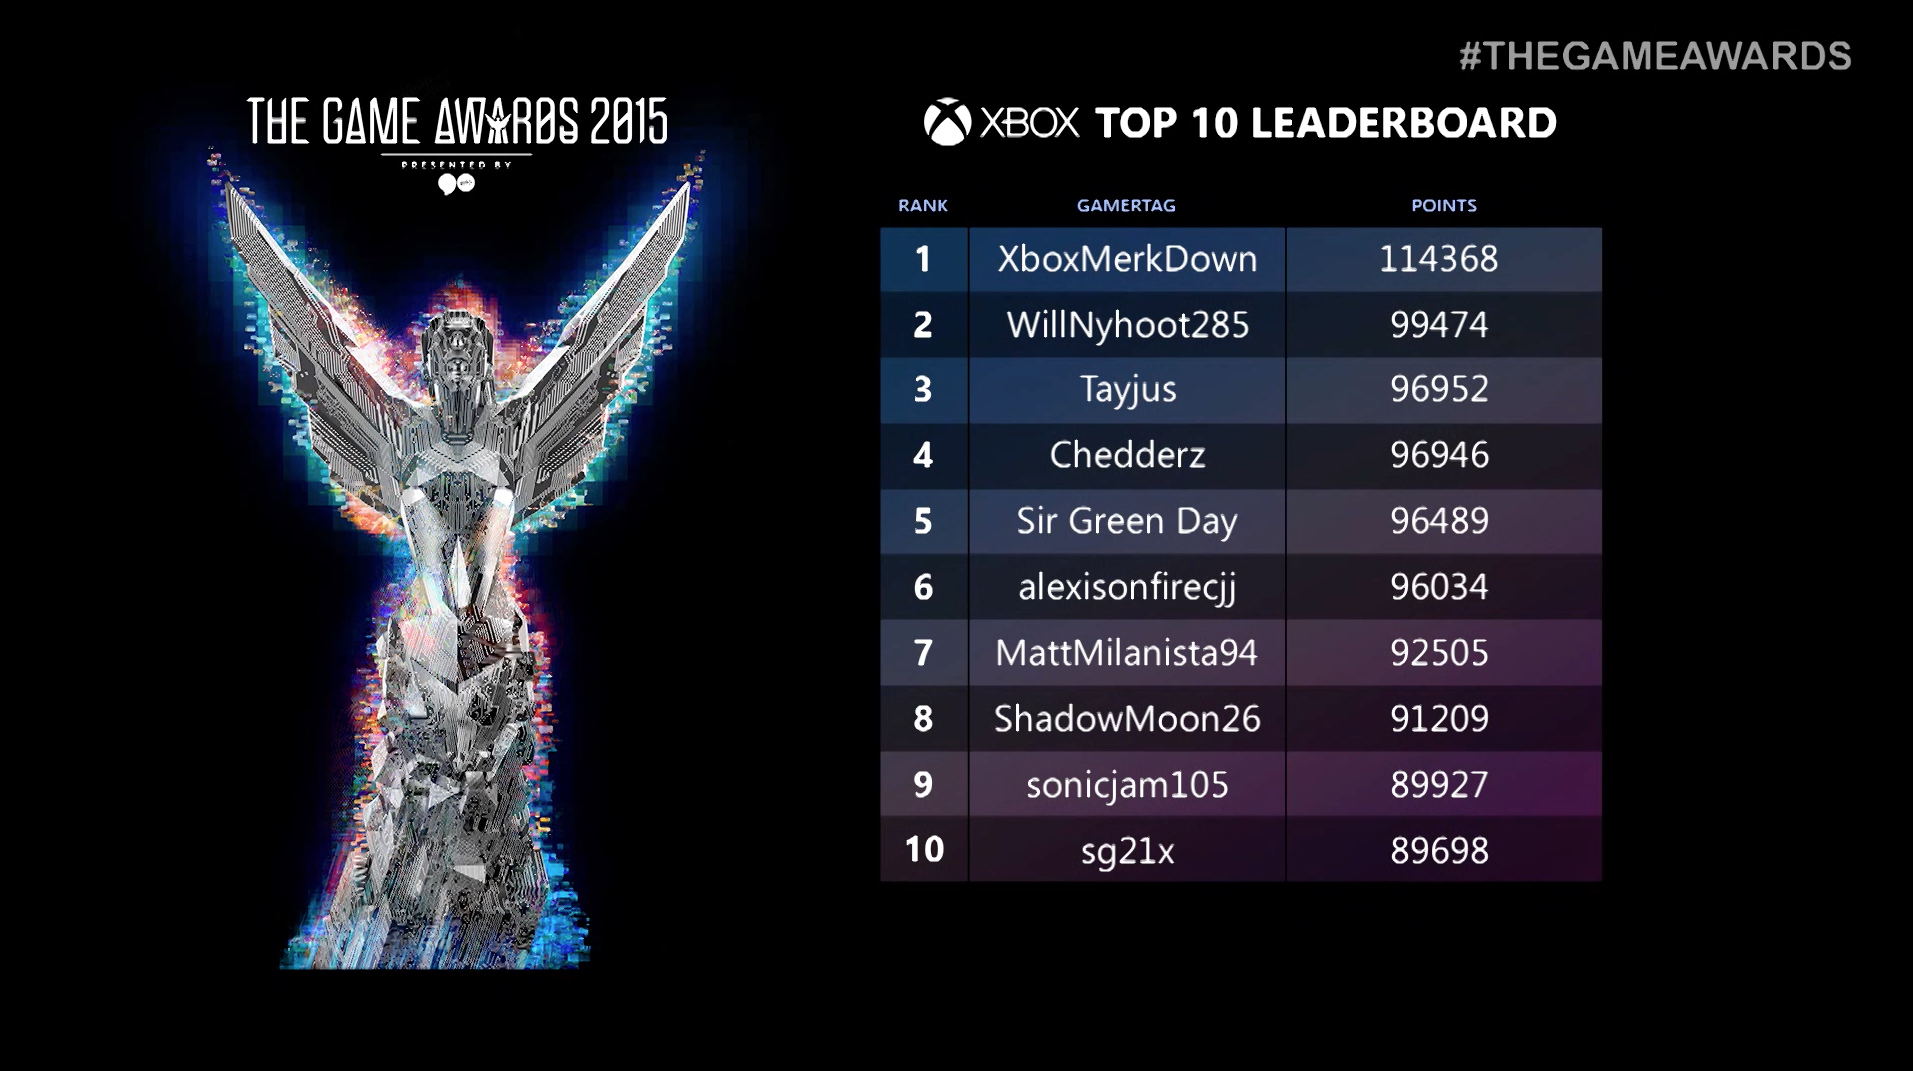 #THEGAMEAWARDS
THE GAME AWARDS 2015
PRESENTED BY
XBOX TOP 10 LEADERBOARD
RANK GAMERTAG POINTS
1 XboxMerkDown 114368
2 WillNyhoot285 99474
3 Tayjus 96952
4 Chedderz 96946
5 Sir Green Day 96489
6 alexisonfirecjj 96034
7 MattMilanista94 92505
8 ShadowMoon26 91209
9 sonicjam105 89927
10 sg21x 89698